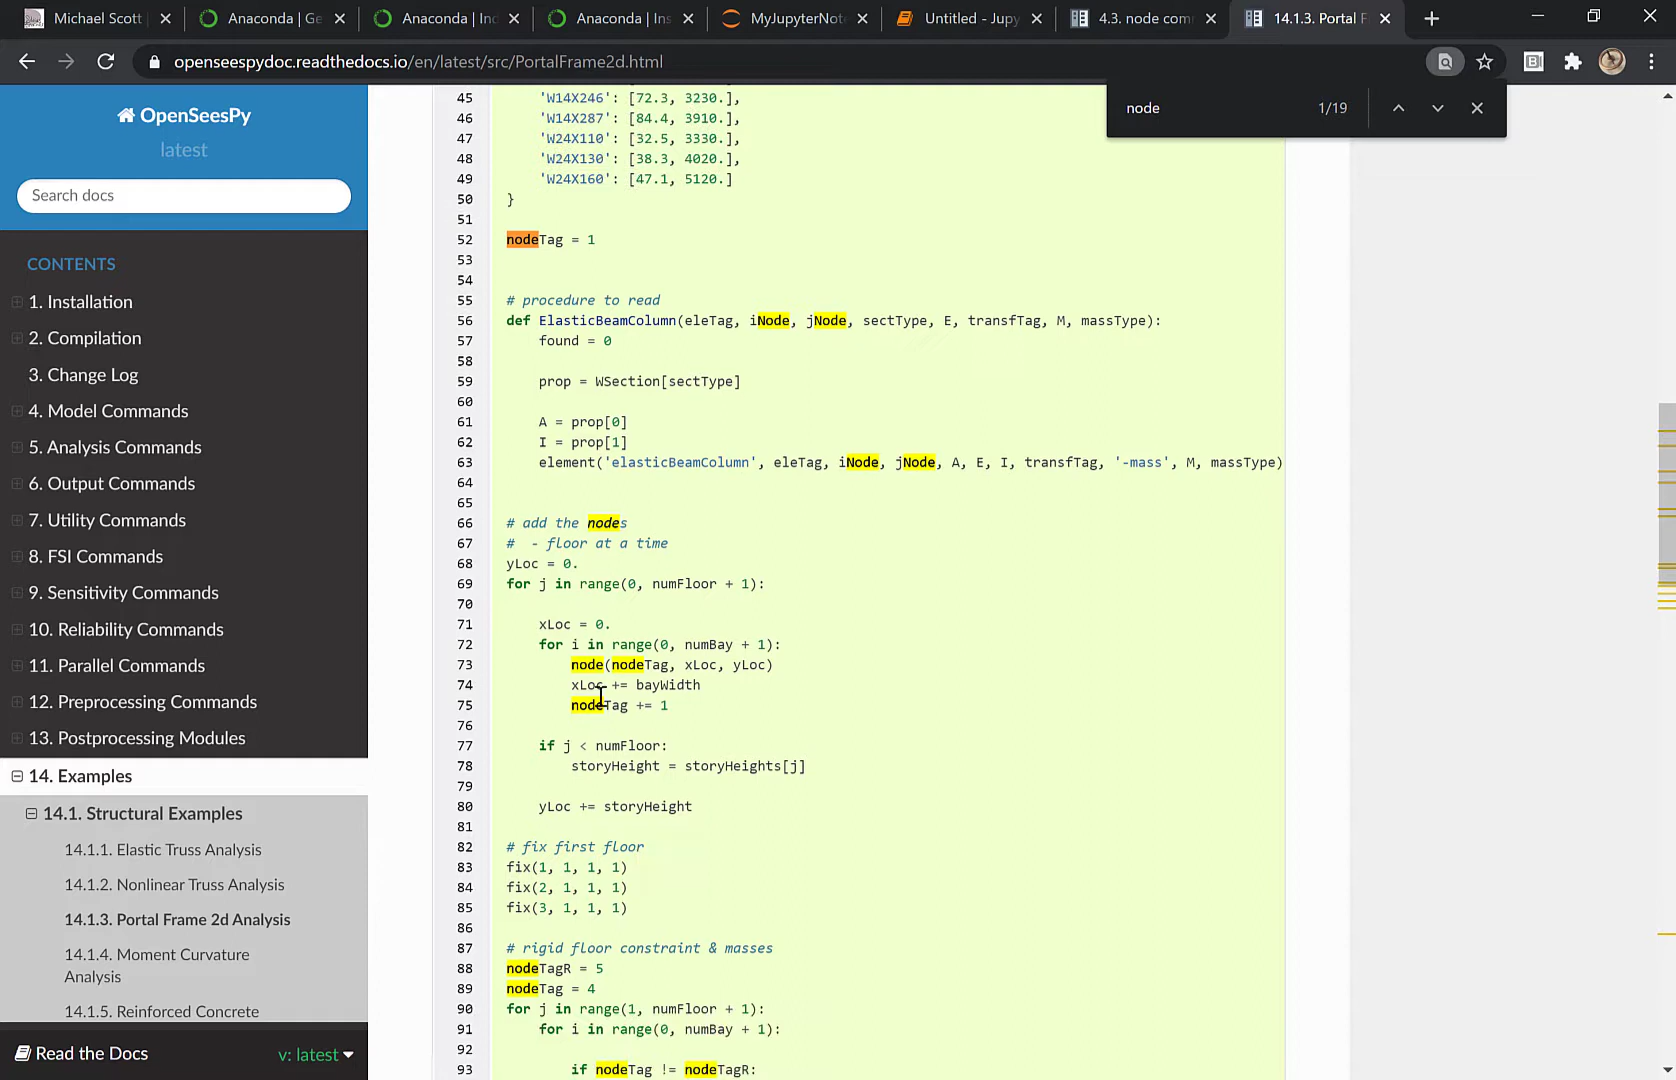 Michael Scott
Anaconda | Ge
Anaconda | Ind
Anaconda | Ins
MyJupyterNote
Untitled - Jupy
4.3. node com
14.1.3. Portal F
openseespydoc.readthedocs.io/en/latest/src/PortalFrame2d.html
node 1/19
OpenSeesPy
latest
Search docs
CONTENTS
1. Installation
2. Compilation
3. Change Log
4. Model Commands
5. Analysis Commands
6. Output Commands
7. Utility Commands
8. FSI Commands
9. Sensitivity Commands
10. Reliability Commands
11. Parallel Commands
12. Preprocessing Commands
13. Postprocessing Modules
14. Examples
14.1. Structural Examples
14.1.1. Elastic Truss Analysis
14.1.2. Nonlinear Truss Analysis
14.1.3. Portal Frame 2d Analysis
14.1.4. Moment Curvature
Analysis
14.1.5. Reinforced Concrete
Read the Docs v: latest
45 'W14X246': [72.3, 3230.],
46 'W14X287': [84.4, 3910.],
47 'W24X110': [32.5, 3330.],
48 'W24X130': [38.3, 4020.],
49 'W24X160': [47.1, 5120.]
50 }
51
52 nodeTag = 1
53
54
55 # procedure to read
56 def ElasticBeamColumn(eleTag, iNode, jNode, sectType, E, transfTag, M, massType):
57 found = 0
58
59 prop = WSection[sectType]
60
61 A = prop[0]
62 I = prop[1]
63 element('elasticBeamColumn', eleTag, iNode, jNode, A, E, I, transfTag, '-mass', M, massType)
64
65
66 # add the nodes
67 #  - floor at a time
68 yLoc = 0.
69 for j in range(0, numFloor + 1):
70
71 xLoc = 0.
72 for i in range(0, numBay + 1):
73 node(nodeTag, xLoc, yLoc)
74 xLoc += bayWidth
75 nodeTag += 1
76
77 if j < numFloor:
78 storyHeight = storyHeights[j]
79
80 yLoc += storyHeight
81
82 # fix first floor
83 fix(1, 1, 1, 1)
84 fix(2, 1, 1, 1)
85 fix(3, 1, 1, 1)
86
87 # rigid floor constraint & masses
88 nodeTagR = 5
89 nodeTag = 4
90 for j in range(1, numFloor + 1):
91 for i in range(0, numBay + 1):
92
93 if nodeTag != nodeTagR: